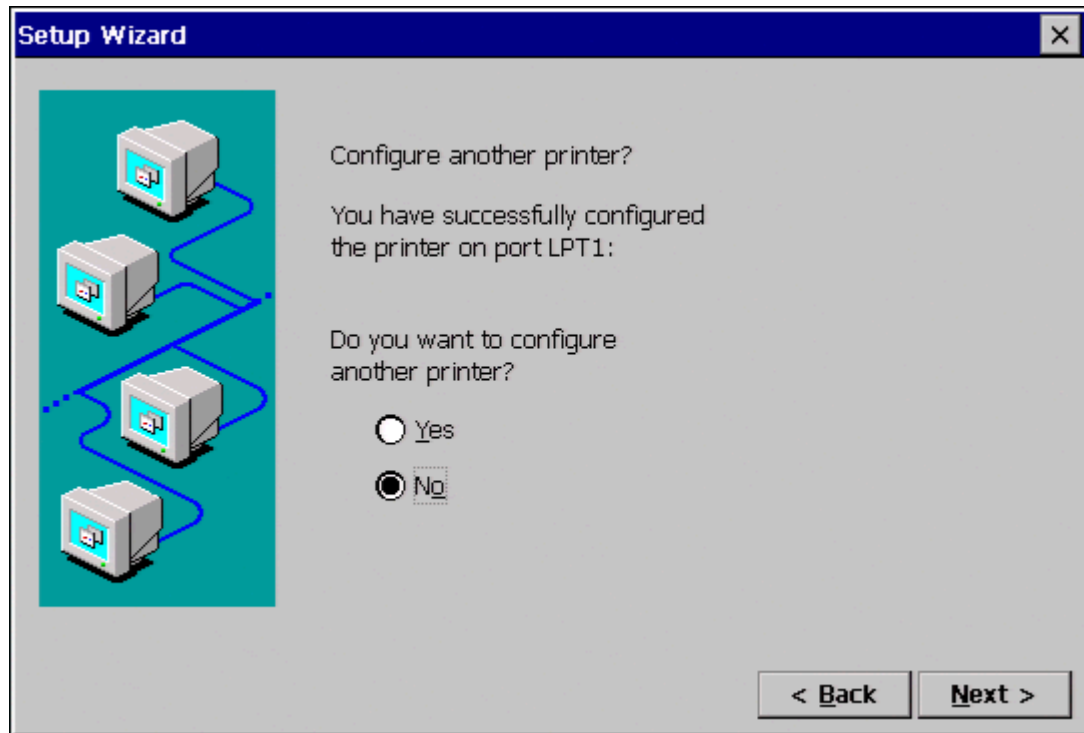 Setup Wizard
Configure another printer?
You have successfully configured
the printer on port LPT1:
Do you want to configure
another printer?
Yes
No
< Back
Next >